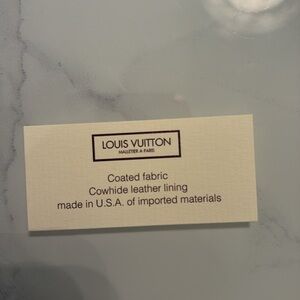 LOUIS VUITTON
MALLETIER A PARIS
Coated fabric
Cowhide leather lining
made in U.S.A. of imported materials